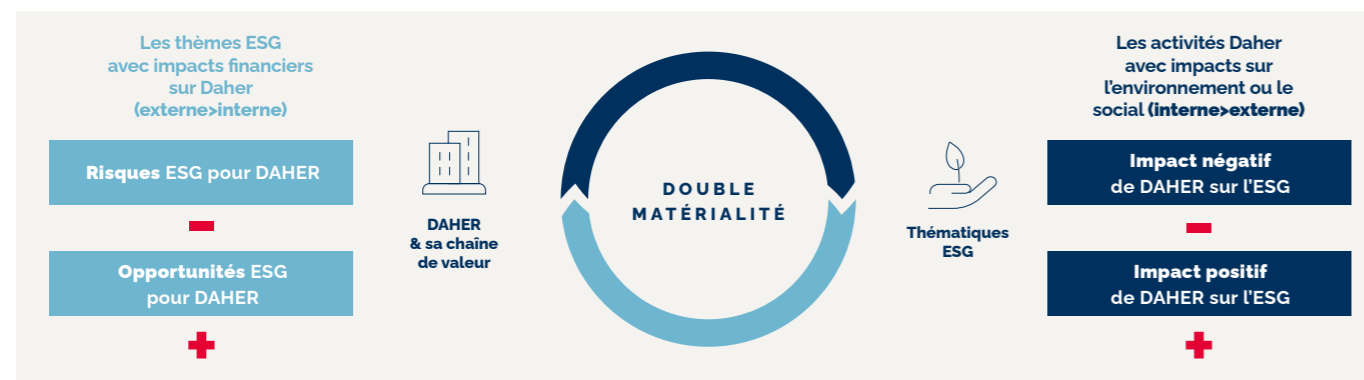 Les thèmes ESG
avec impacts financiers
sur Daher
(externe>interne)
Risques ESG pour DAHER
Opportunités ESG
pour DAHER
DAHER
& sa chaîne
de valeur
DOUBLE
MATÉRIALITÉ
Thématiques
ESG
Les activités Daher
avec impacts sur
l’environnement ou le
social (interne>externe)
Impact négatif
de DAHER sur l’ESG
Impact positif
de DAHER sur l’ESG